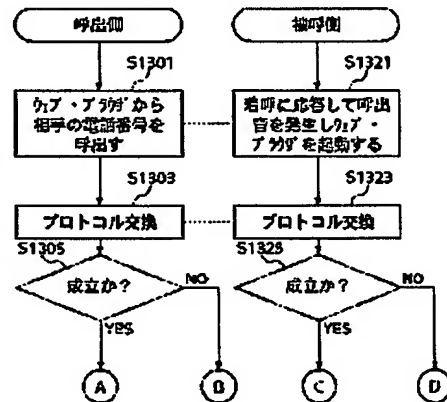 呼出側
被呼側
S1301
S1321
ウェブ・ブラウザから
相手の電話番号を
呼出す
着呼に応答して呼出
音を発生しウェブ・
ブラウザを起動する
S1303
S1323
プロトコル交換
プロトコル交換
S1305
S1325
成立か?
NO
成立か?
NO
YES
YES
A
B
C
D